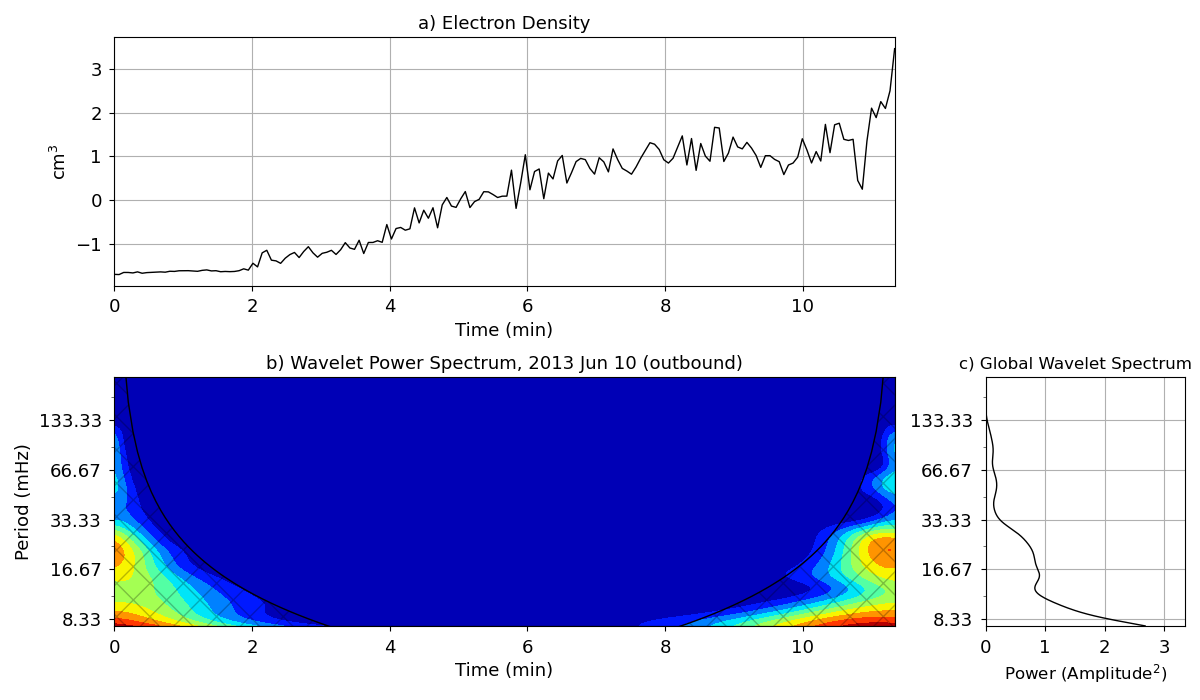 a) Electron Density
cm³
3
2
1
0
−1
0 2 4 6 8 10
Time (min)
b) Wavelet Power Spectrum, 2013 Jun 10 (outbound)
Period (mHz)
133.33
66.67
33.33
16.67
8.33
0 2 4 6 8 10
Time (min)
c) Global Wavelet Spectrum
133.33
66.67
33.33
16.67
8.33
0 1 2 3
Power (Amplitude²)